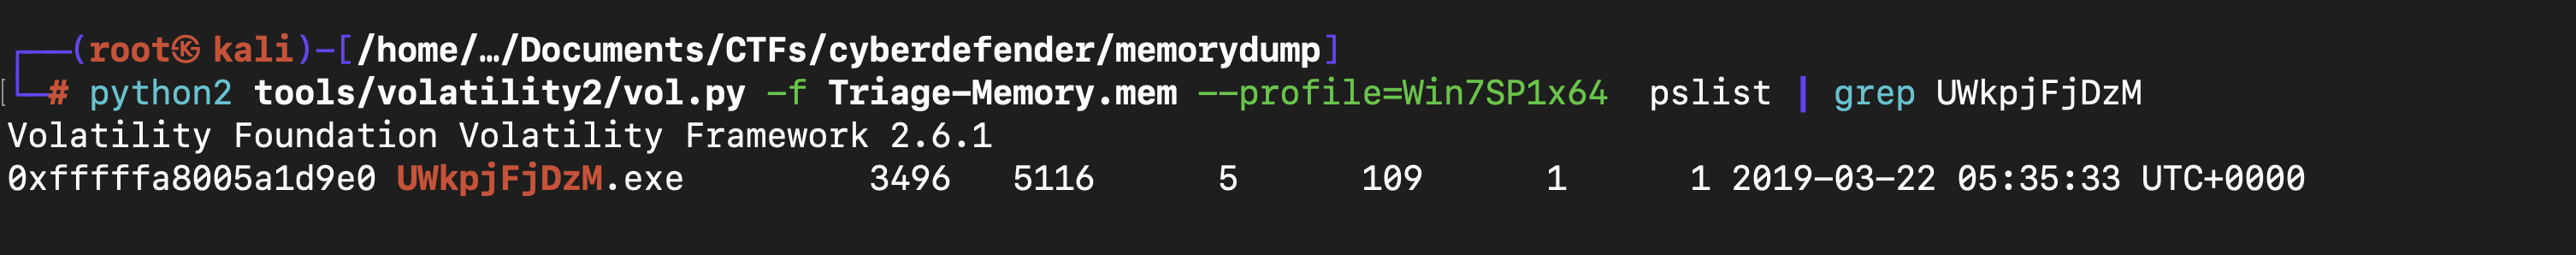 ┌──(root㉿ kali)-[/home/…/Documents/CTFs/cyberdefender/memorydump]
└─# python2 tools/volatility2/vol.py -f Triage-Memory.mem --profile=Win7SP1x64  pslist | grep UWkpjFjDzM
Volatility Foundation Volatility Framework 2.6.1
0xfffffa8005a1d9e0 UWkpjFjDzM.exe         3496   5116      5      109      1      1 2019-03-22 05:35:33 UTC+0000